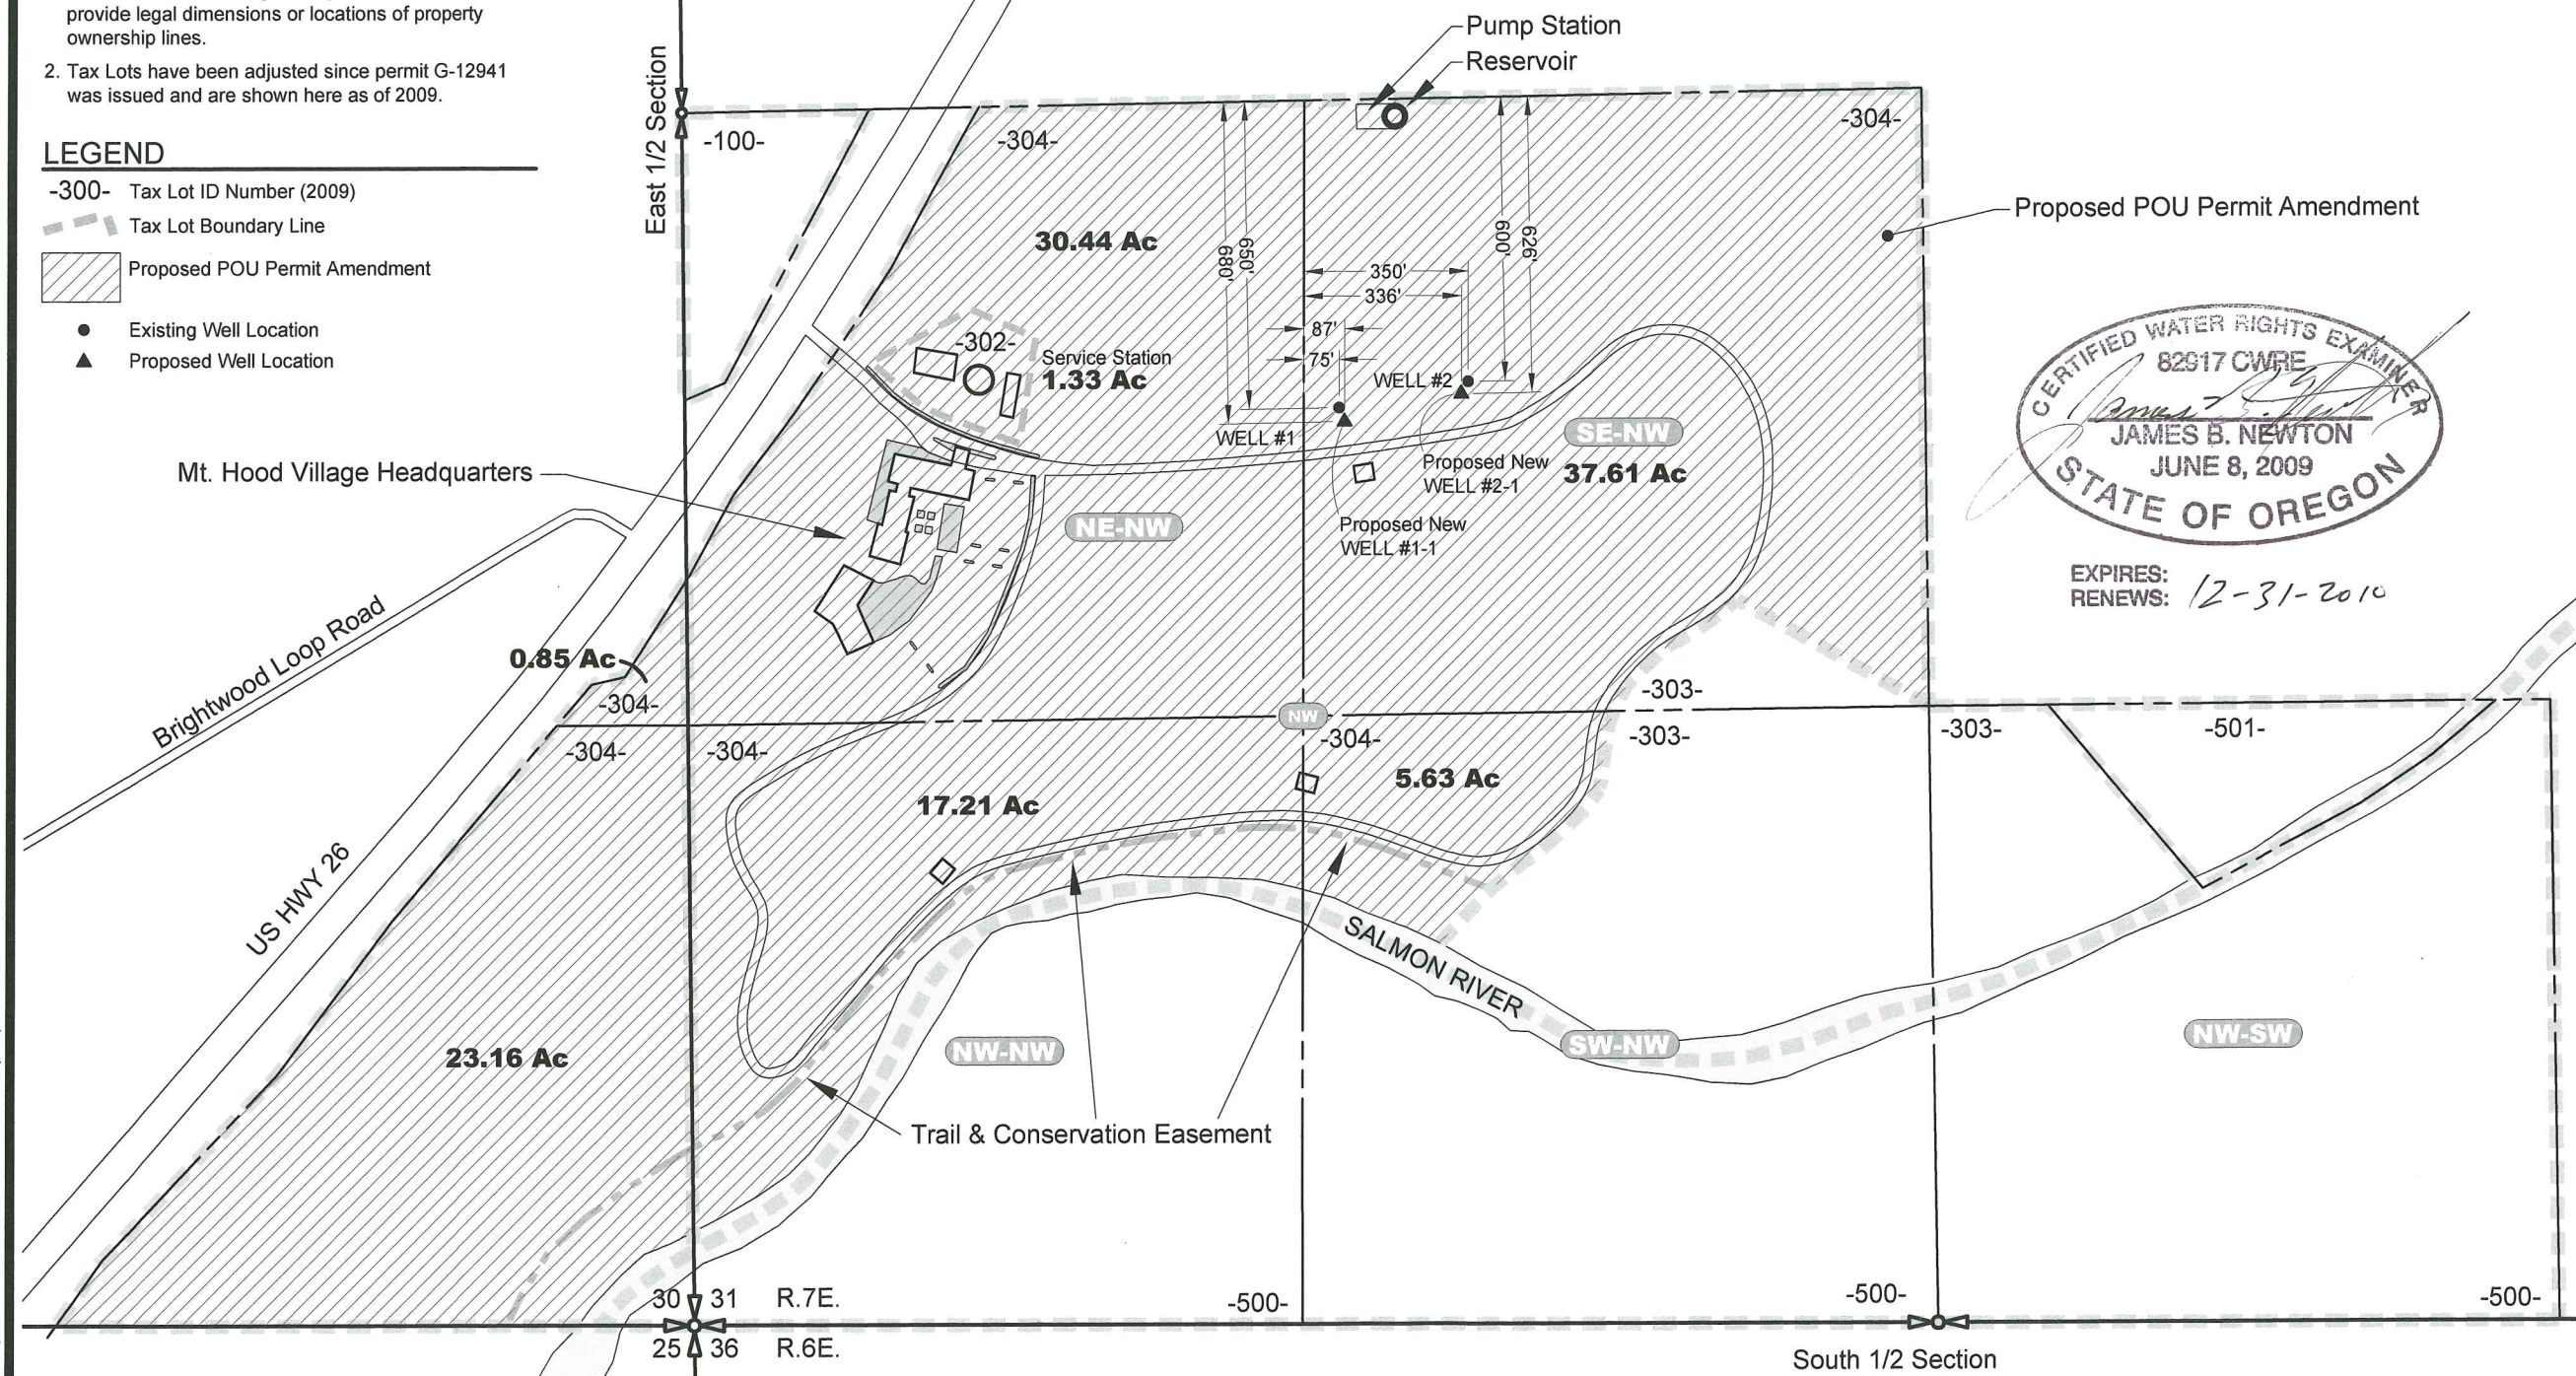 provide legal dimensions or locations of property
ownership lines.
2. Tax Lots have been adjusted since permit G-12941
was issued and are shown here as of 2009.
LEGEND
-300- Tax Lot ID Number (2009)
Tax Lot Boundary Line
Proposed POU Permit Amendment
Existing Well Location
Proposed Well Location
East 1/2 Section
Pump Station
Reservoir
-100-
-304-
-304-
Proposed POU Permit Amendment
30.44 Ac
680'
650'
600'
626'
350'
336'
87'
75'
-302-
Service Station
1.33 Ac
WELL #2
WELL #1
SE-NW
37.61 Ac
Proposed New
WELL #2-1
Proposed New
WELL #1-1
Mt. Hood Village Headquarters
NE-NW
CERTIFIED WATER RIGHTS EXAMINER
82917 CWRE
JAMES B. NEWTON
JUNE 8, 2009
STATE OF OREGON
EXPIRES:
RENEWS: 12-31-2010
Brightwood Loop Road
0.85 Ac
-304-
-303-
NW
-304-
-304-
-304-
-303-
-303-
-501-
5.63 Ac
17.21 Ac
US HWY 26
SALMON RIVER
23.16 Ac
NW-NW
SW-NW
NW-SW
Trail & Conservation Easement
30 31 R.7E.
25 36 R.6E.
-500-
-500-
-500-
South 1/2 Section